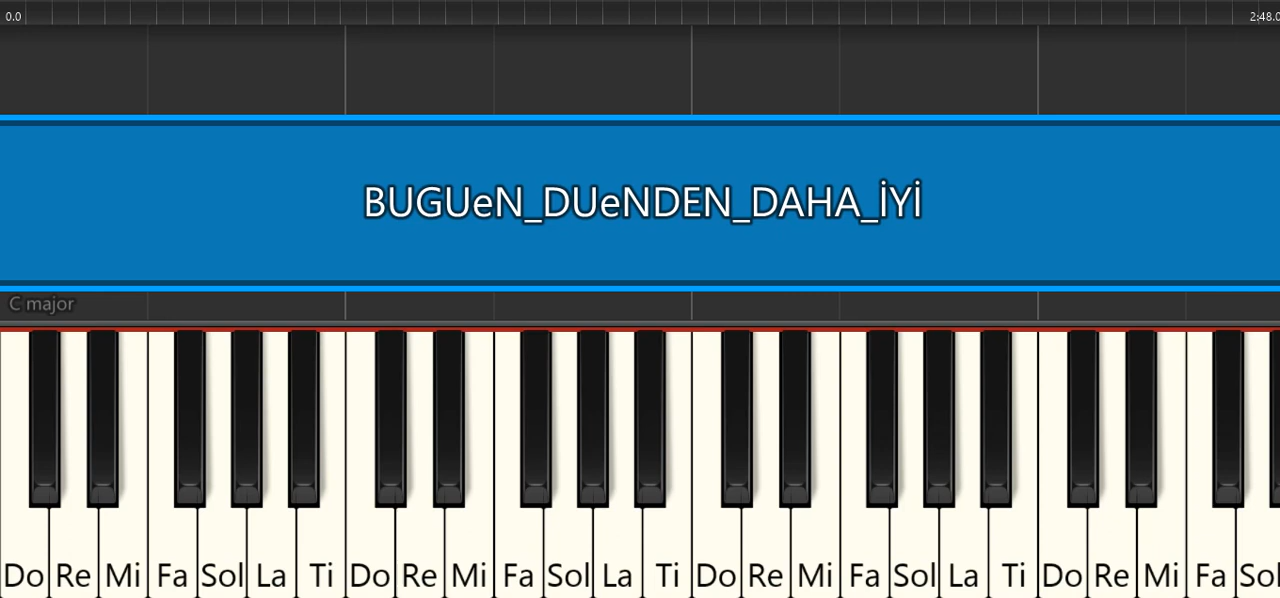 0.0 2:48.0
BUGUeN_DUeNDEN_DAHA_İYİ
C major
Do Re Mi Fa Sol La Ti Do Re Mi Fa Sol La Ti Do Re Mi Fa Sol La Ti Do Re Mi Fa Sol